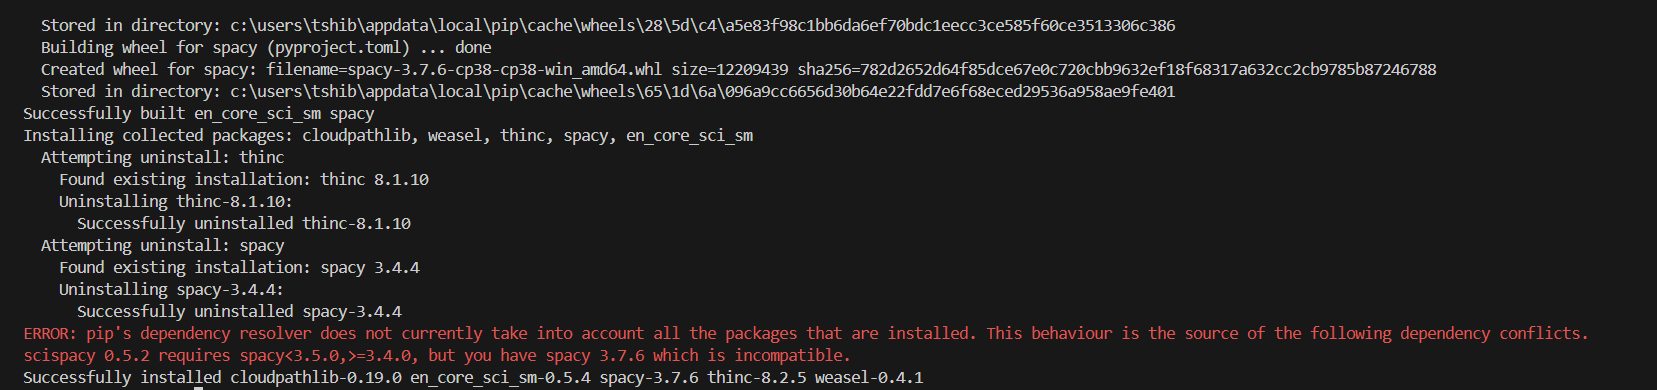 Stored in directory: c:\users\tshib\appdata\local\pip\cache\wheels\28\5d\c4\a5e83f98c1bb6da6ef70bdc1eecc3ce585f60ce3513306c386
Building wheel for spacy (pyproject.toml) ... done
Created wheel for spacy: filename=spacy-3.7.6-cp38-cp38-win_amd64.whl size=12209439 sha256=782d2652d64f85dce67e0c720cbb9632ef18f68317a632cc2cb9785b87246788
Stored in directory: c:\users\tshib\appdata\local\pip\cache\wheels\65\1d\6a\096a9cc6656d30b64e22fdd7e6f68eced29536a958ae9fe401
Successfully built en_core_sci_sm spacy
Installing collected packages: cloudpathlib, weasel, thinc, spacy, en_core_sci_sm
Attempting uninstall: thinc
Found existing installation: thinc 8.1.10
Uninstalling thinc-8.1.10:
Successfully uninstalled thinc-8.1.10
Attempting uninstall: spacy
Found existing installation: spacy 3.4.4
Uninstalling spacy-3.4.4:
Successfully uninstalled spacy-3.4.4
ERROR: pip's dependency resolver does not currently take into account all the packages that are installed. This behaviour is the source of the following dependency conflicts.
scispacy 0.5.2 requires spacy<3.5.0,>=3.4.0, but you have spacy 3.7.6 which is incompatible.
Successfully installed cloudpathlib-0.19.0 en_core_sci_sm-0.5.4 spacy-3.7.6 thinc-8.2.5 weasel-0.4.1